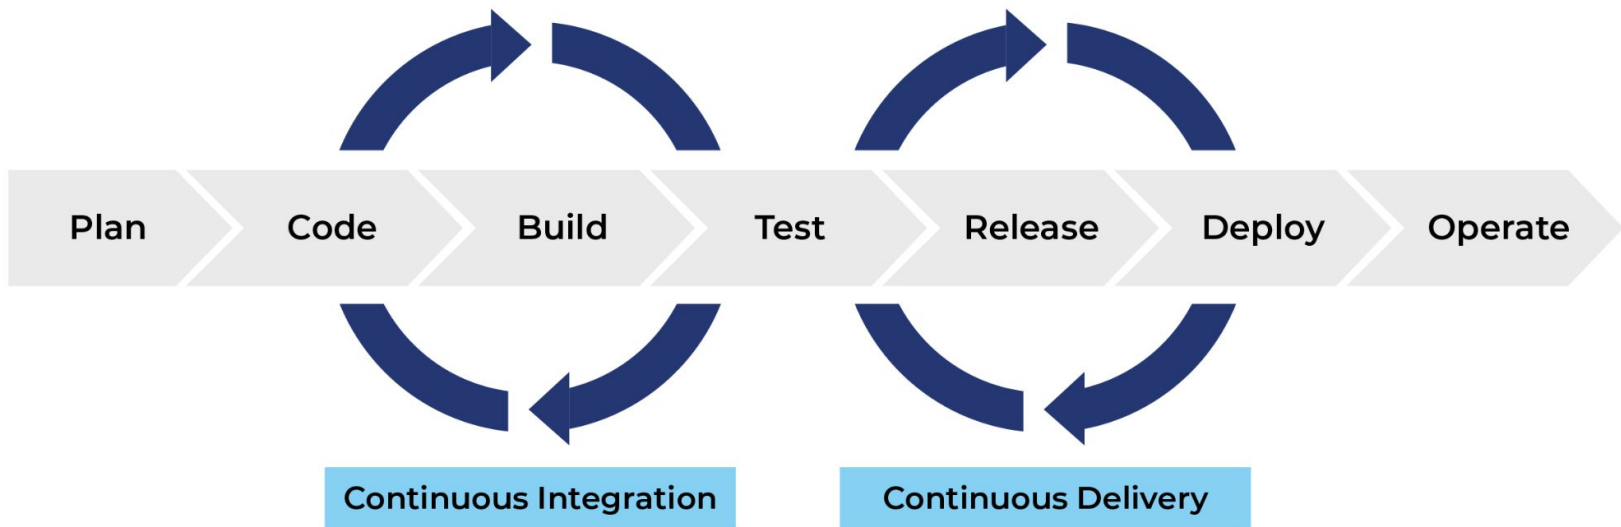 Plan
Code
Build
Test
Release
Deploy
Operate
Continuous Integration
Continuous Delivery